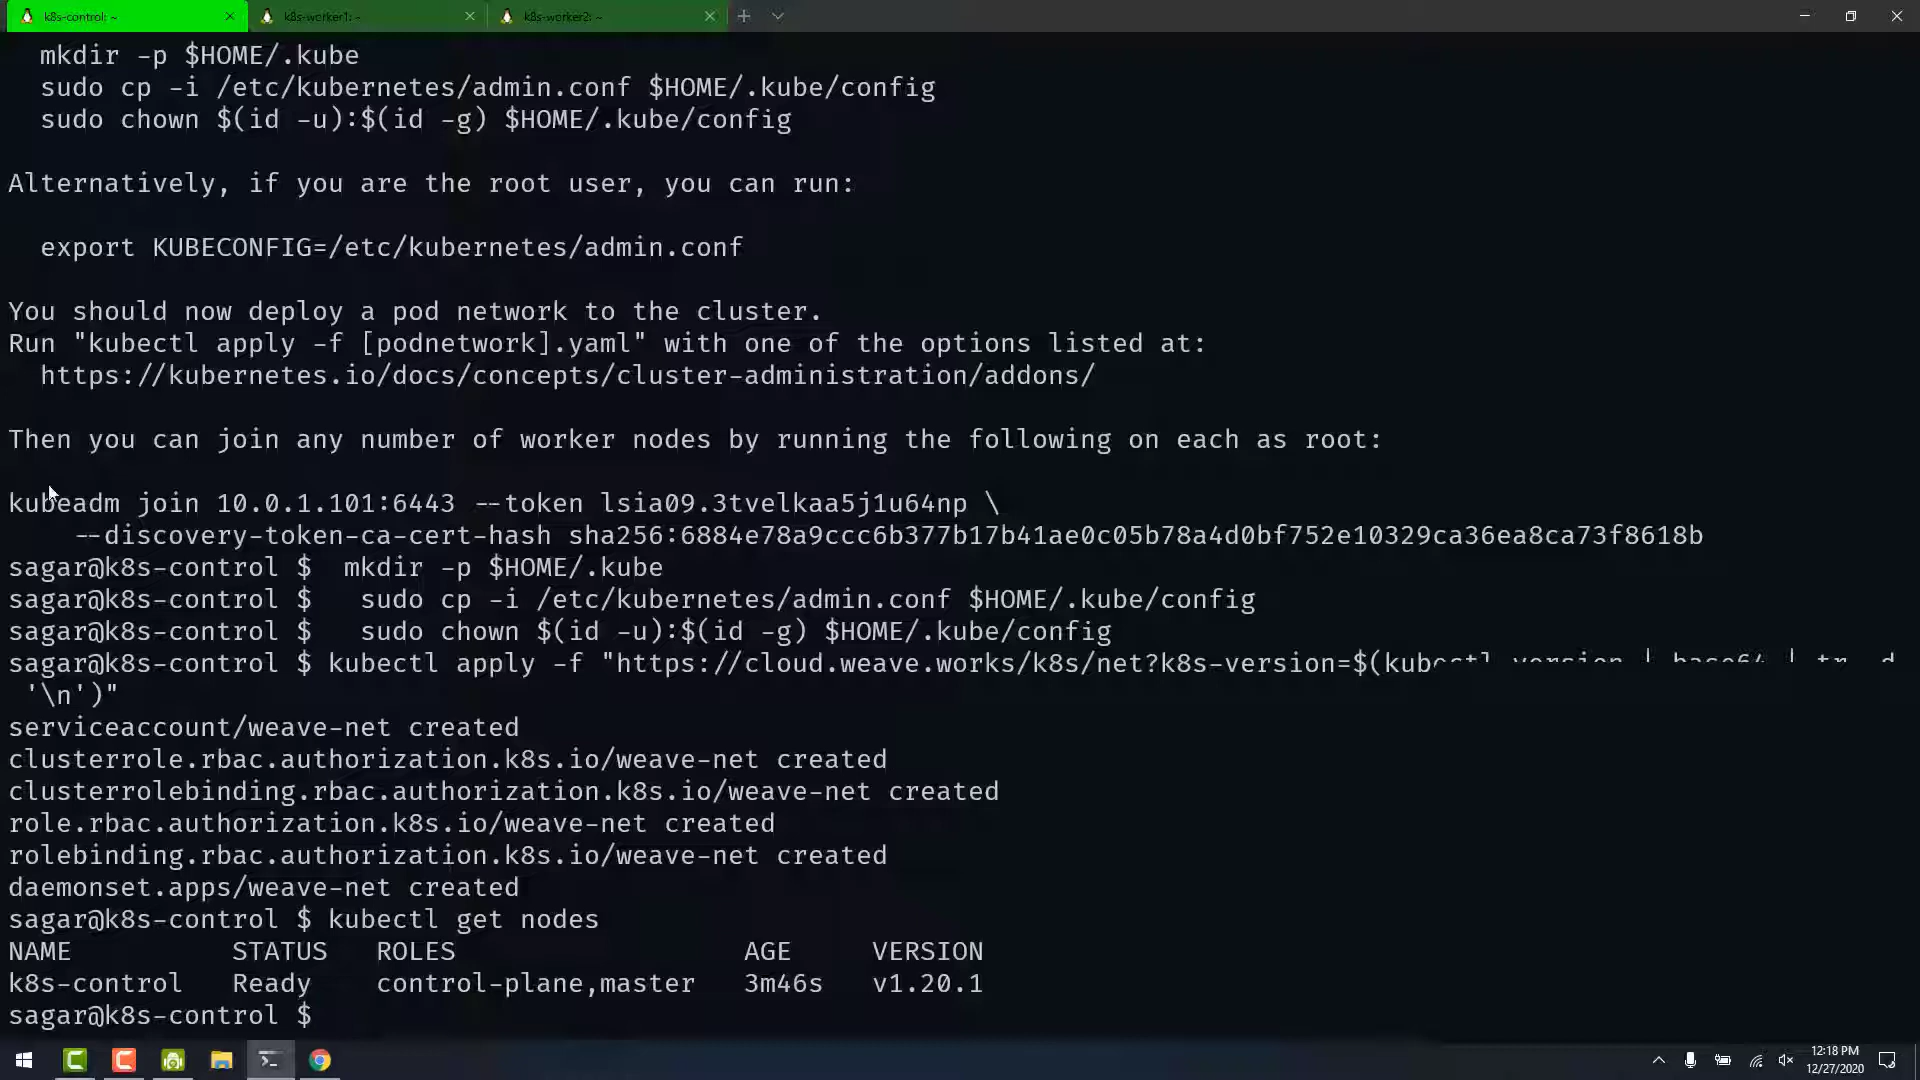 k8s-control: ~
k8s-worker1: ~
k8s-worker2: ~
mkdir -p $HOME/.kube
sudo cp -i /etc/kubernetes/admin.conf $HOME/.kube/config
sudo chown $(id -u):$(id -g) $HOME/.kube/config
Alternatively, if you are the root user, you can run:
export KUBECONFIG=/etc/kubernetes/admin.conf
You should now deploy a pod network to the cluster.
Run "kubectl apply -f [podnetwork].yaml" with one of the options listed at:
https://kubernetes.io/docs/concepts/cluster-administration/addons/
Then you can join any number of worker nodes by running the following on each as root:
kubeadm join 10.0.1.101:6443 --token lsia09.3tvelkaa5j1u64np \
--discovery-token-ca-cert-hash sha256:6884e78a9ccc6b377b17b41ae0c05b78a4d0bf752e10329ca36ea8ca73f8618b
sagar@k8s-control $ mkdir -p $HOME/.kube
sagar@k8s-control $ sudo cp -i /etc/kubernetes/admin.conf $HOME/.kube/config
sagar@k8s-control $ sudo chown $(id -u):$(id -g) $HOME/.kube/config
sagar@k8s-control $ kubectl apply -f "https://cloud.weave.works/k8s/net?k8s-version=$(kubectl version | base64 | tr -d
'\n')"
serviceaccount/weave-net created
clusterrole.rbac.authorization.k8s.io/weave-net created
clusterrolebinding.rbac.authorization.k8s.io/weave-net created
role.rbac.authorization.k8s.io/weave-net created
rolebinding.rbac.authorization.k8s.io/weave-net created
daemonset.apps/weave-net created
sagar@k8s-control $ kubectl get nodes
NAME STATUS ROLES AGE VERSION
k8s-control Ready control-plane,master 3m46s v1.20.1
sagar@k8s-control $
12:18 PM
12/27/2020